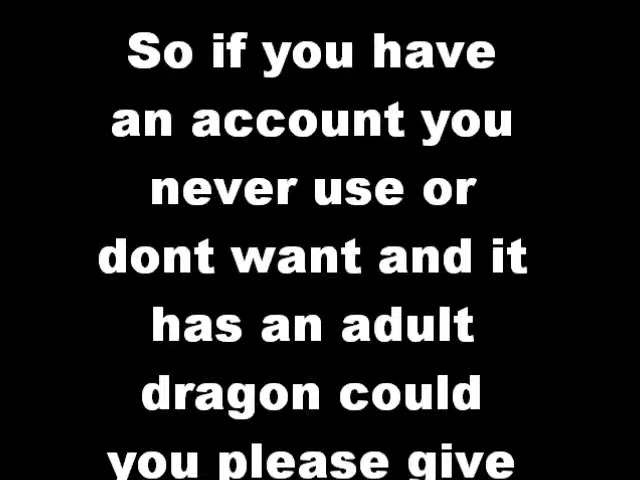 So if you have
an account you
never use or
dont want and it
has an adult
dragon could
you please give